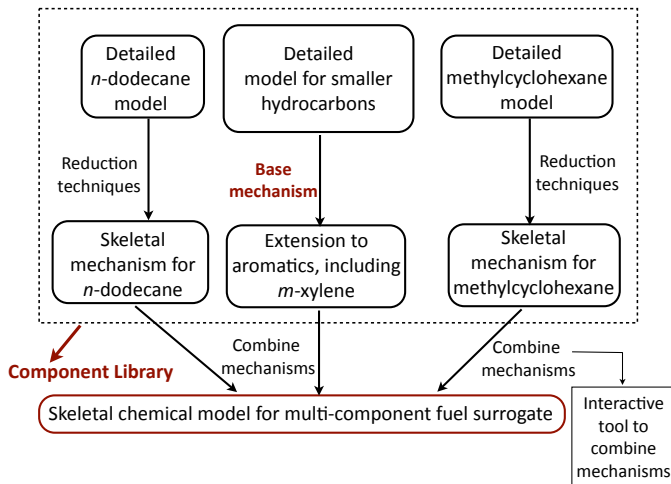 Detailed
n-dodecane
model
Detailed
model for smaller
hydrocarbons
Detailed
methylcyclohexane
model
Reduction
techniques
Base
mechanism
Reduction
techniques
Skeletal
mechanism for
n-dodecane
Extension to
aromatics, including
m-xylene
Skeletal
mechanism for
methylcyclohexane
Component Library
Combine
mechanisms
Combine
mechanisms
Skeletal chemical model for multi-component fuel surrogate
Interactive
tool to
combine
mechanisms